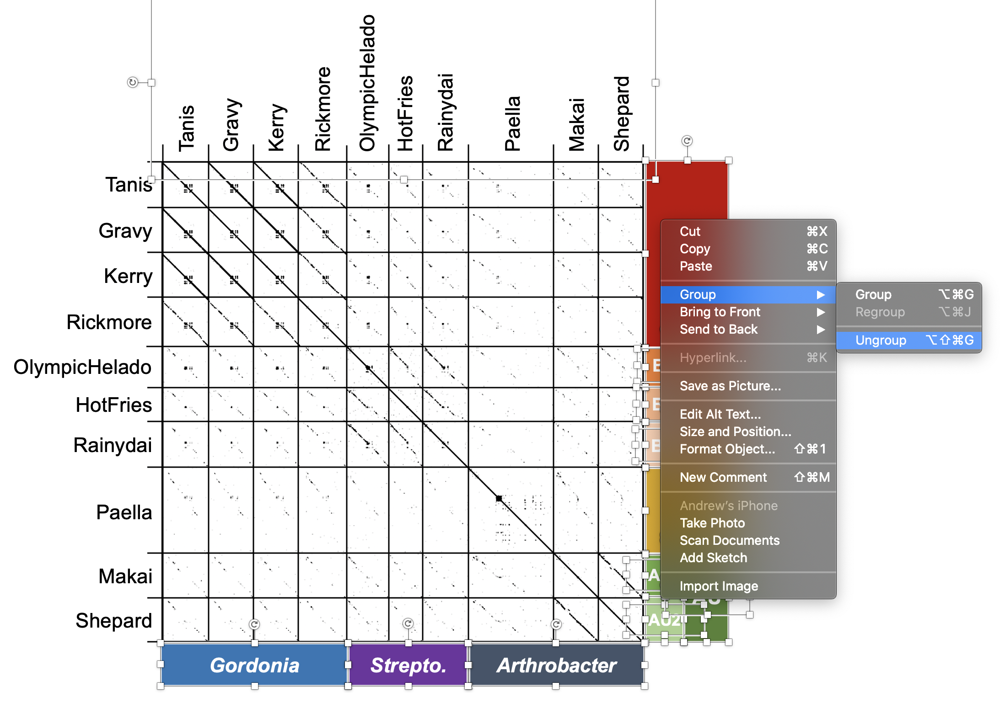 Tanis
Gravy
Kerry
Rickmore
OlympicHelado
HotFries
Rainydai
Paella
Makai
Shepard
Tanis
Gravy
Kerry
Rickmore
OlympicHelado
HotFries
Rainydai
Paella
Makai
Shepard
Cut ⌘X
Copy ⌘C
Paste ⌘V
Group ▶
Bring to Front ▶
Send to Back ▶
Hyperlink... ⌘K
Save as Picture...
Edit Alt Text...
Size and Position...
Format Object... ⇧⌘1
New Comment ⇧⌘M
Andrew’s iPhone
Take Photo
Scan Documents
Add Sketch
Import Image
Group ⌥⌘G
Regroup ⌥⌘J
Ungroup ⌥⇧⌘G
AU2
Gordonia
Strepto.
Arthrobacter